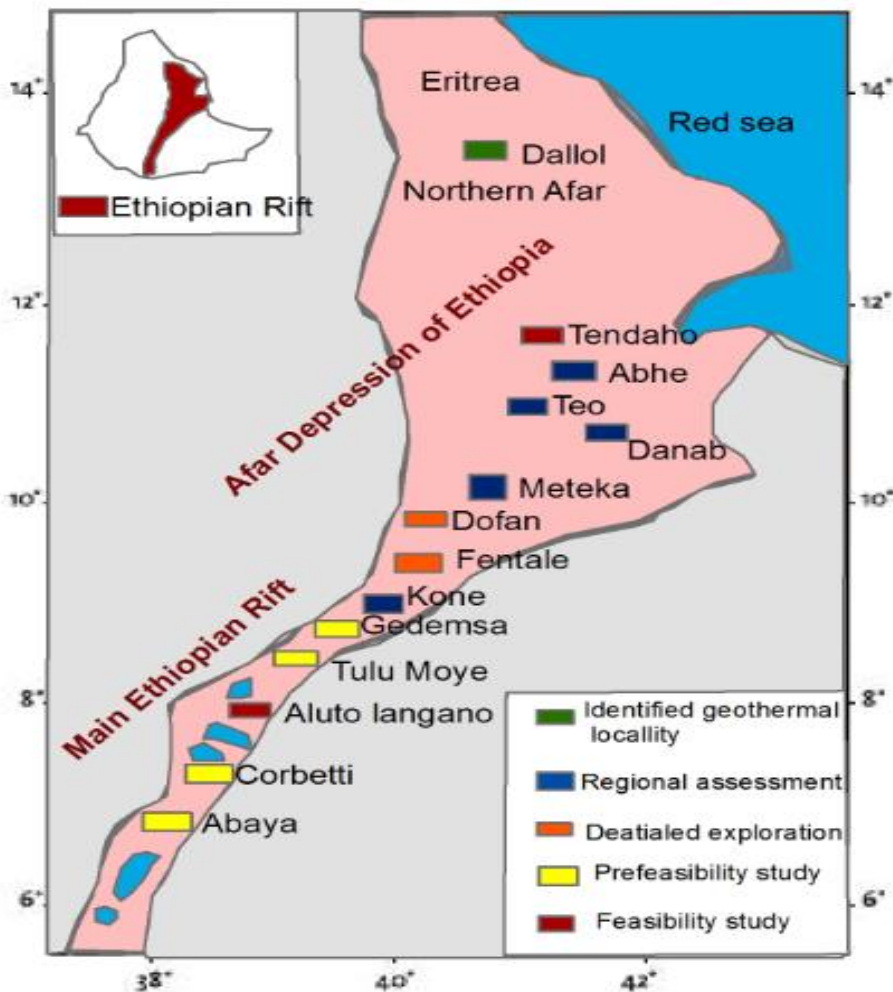 Ethiopian Rift
14°
12°
10°
8°
6°
14°
12°
10°
8°
6°
38°
40°
42°
Eritrea
Red sea
Dallol
Northern Afar
Afar Depression of Ethiopia
Tendaho
Abhe
Teo
Danab
Meteka
Dofan
Fentale
Kone
Gedemsa
Main Ethiopian Rift
Tulu Moye
Aluto langano
Corbetti
Abaya
Identified geothermal
locallity
Regional assessment
Deatialed exploration
Prefeasibility study
Feasibility study